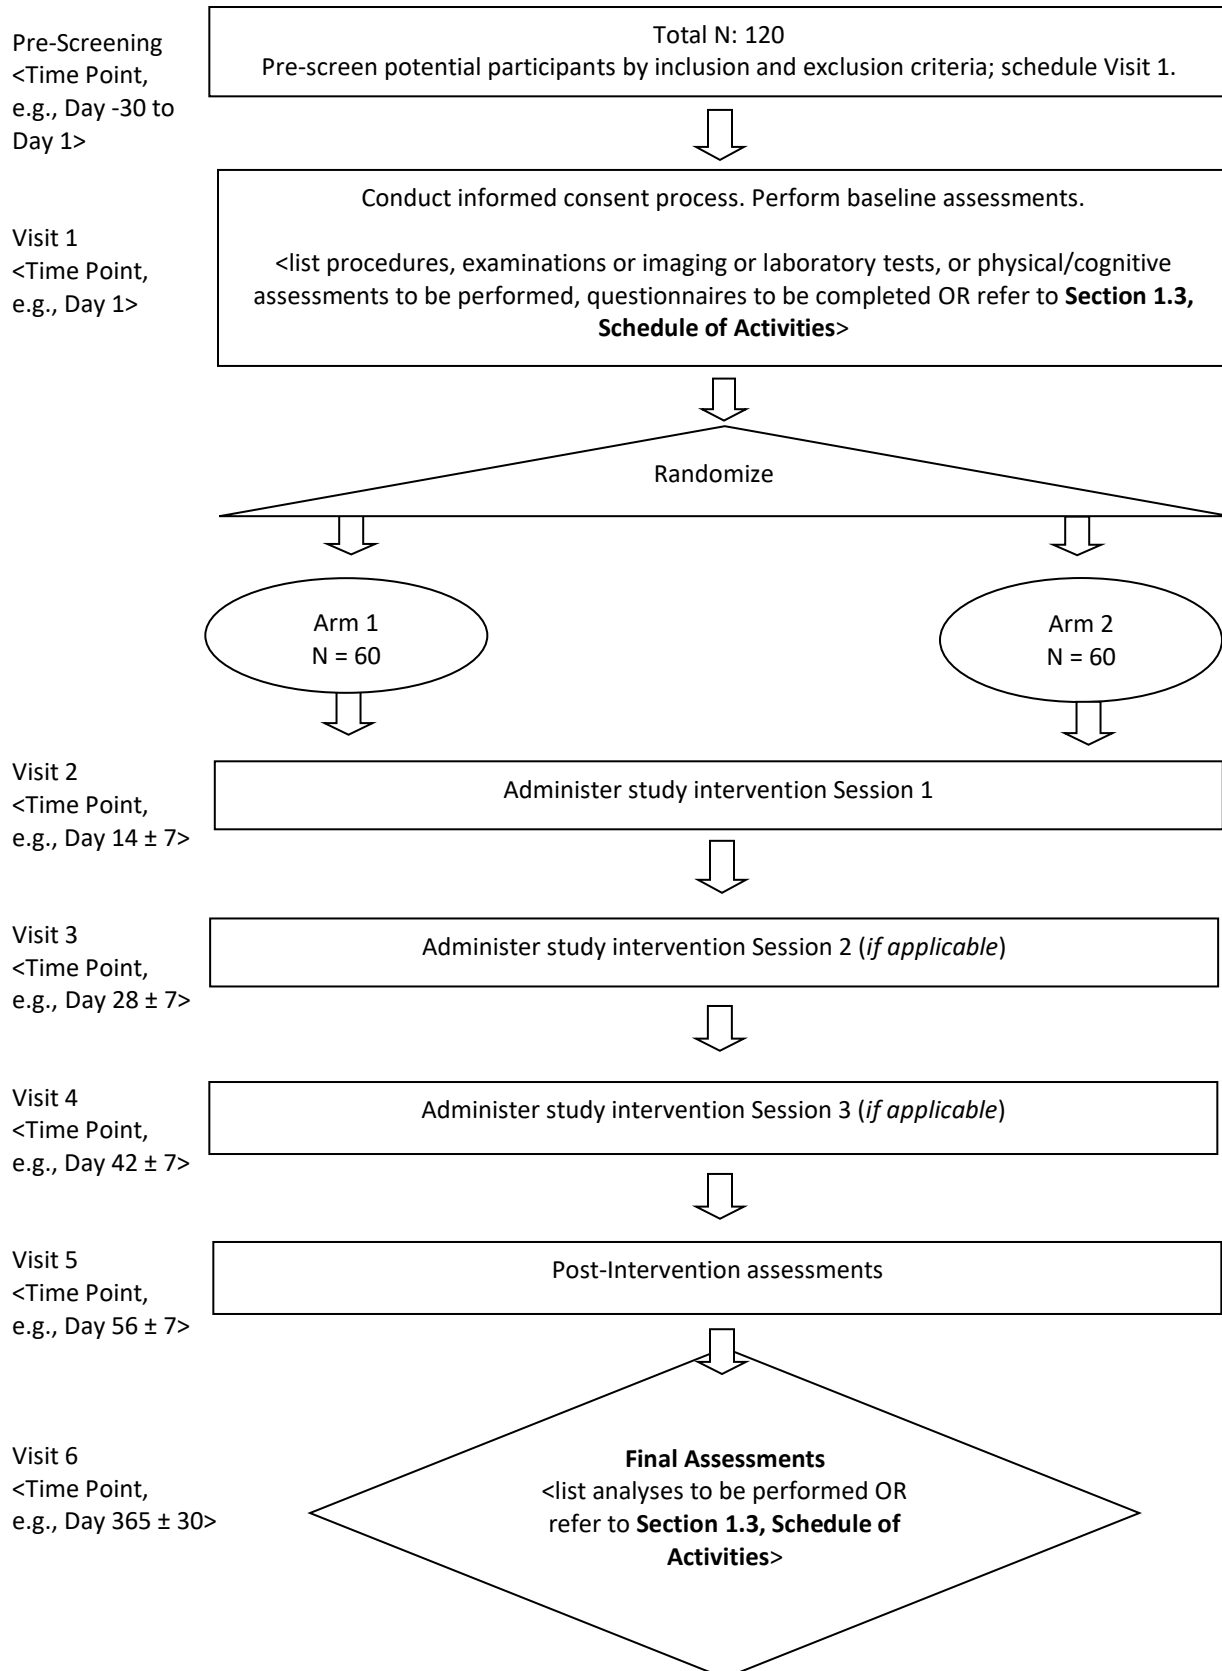 Pre-Screening
<Time Point,
e.g., Day -30 to
Day 1>
Total N: 120
Pre-screen potential participants by inclusion and exclusion criteria; schedule Visit 1.
Visit 1
<Time Point,
e.g., Day 1>
Conduct informed consent process. Perform baseline assessments.
<list procedures, examinations or imaging or laboratory tests, or physical/cognitive
assessments to be performed, questionnaires to be completed OR refer to Section 1.3,
Schedule of Activities>
Randomize
Arm 1
N = 60
Arm 2
N = 60
Visit 2
<Time Point,
e.g., Day 14 ± 7>
Administer study intervention Session 1
Visit 3
<Time Point,
e.g., Day 28 ± 7>
Administer study intervention Session 2 (if applicable)
Visit 4
<Time Point,
e.g., Day 42 ± 7>
Administer study intervention Session 3 (if applicable)
Visit 5
<Time Point,
e.g., Day 56 ± 7>
Post-Intervention assessments
Visit 6
<Time Point,
e.g., Day 365 ± 30>
Final Assessments
<list analyses to be performed OR
refer to Section 1.3, Schedule of
Activities>